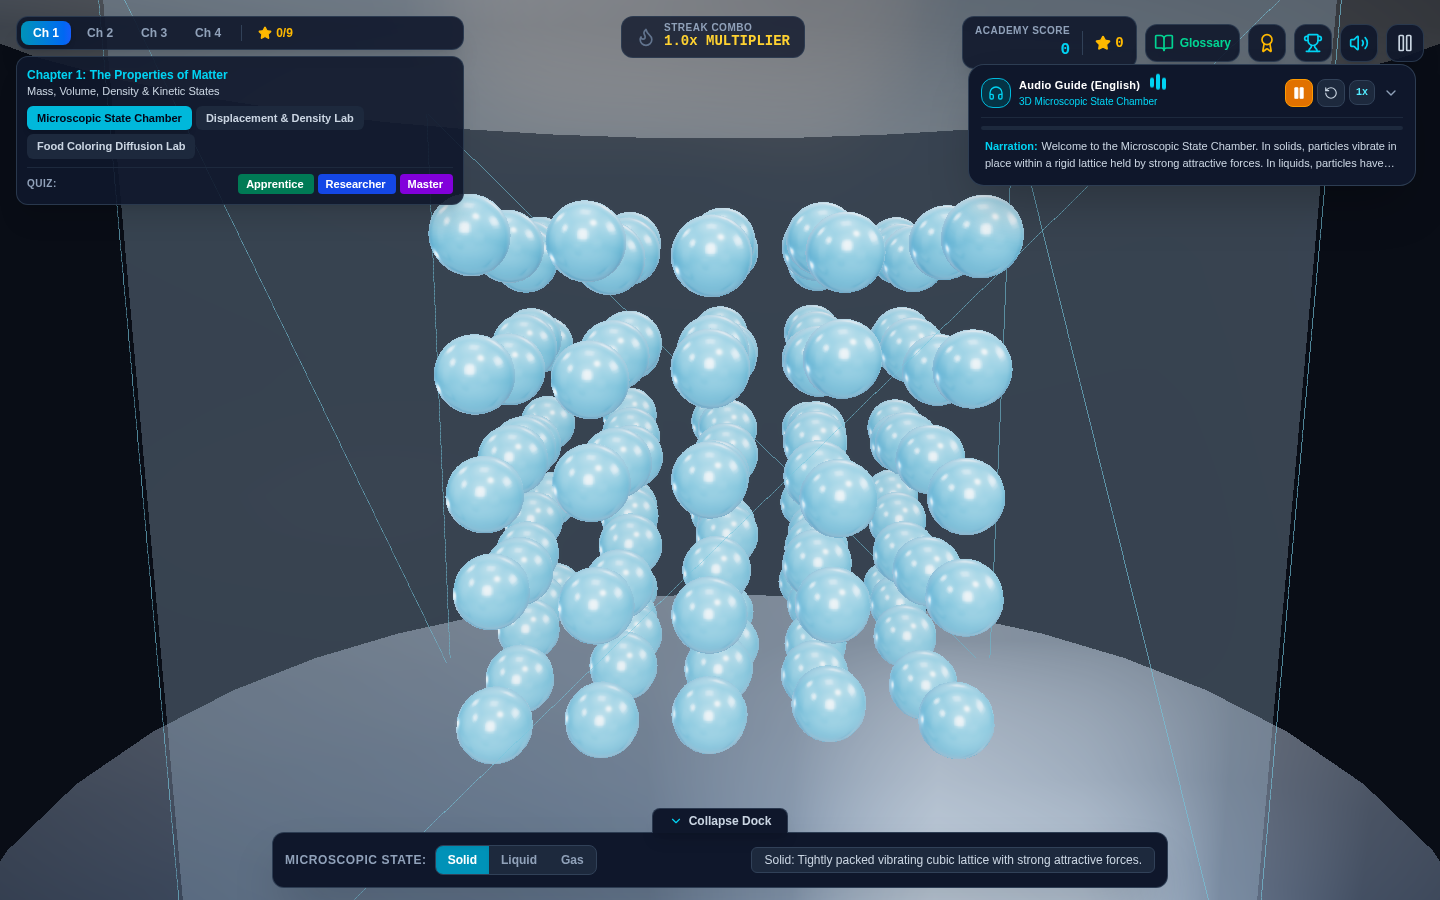 Ch 1
Ch 2
Ch 3
Ch 4
0/9
STREAK COMBO
1.0x MULTIPLIER
ACADEMY SCORE
0
0
Glossary
Chapter 1: The Properties of Matter
Mass, Volume, Density & Kinetic States
Microscopic State Chamber
Displacement & Density Lab
Food Coloring Diffusion Lab
QUIZ:
Apprentice
Researcher
Master
Audio Guide (English)
3D Microscopic State Chamber
1x
Narration: Welcome to the Microscopic State Chamber. In solids, particles vibrate in
place within a rigid lattice held by strong attractive forces. In liquids, particles have…
Collapse Dock
MICROSCOPIC STATE:
Solid
Liquid
Gas
Solid: Tightly packed vibrating cubic lattice with strong attractive forces.